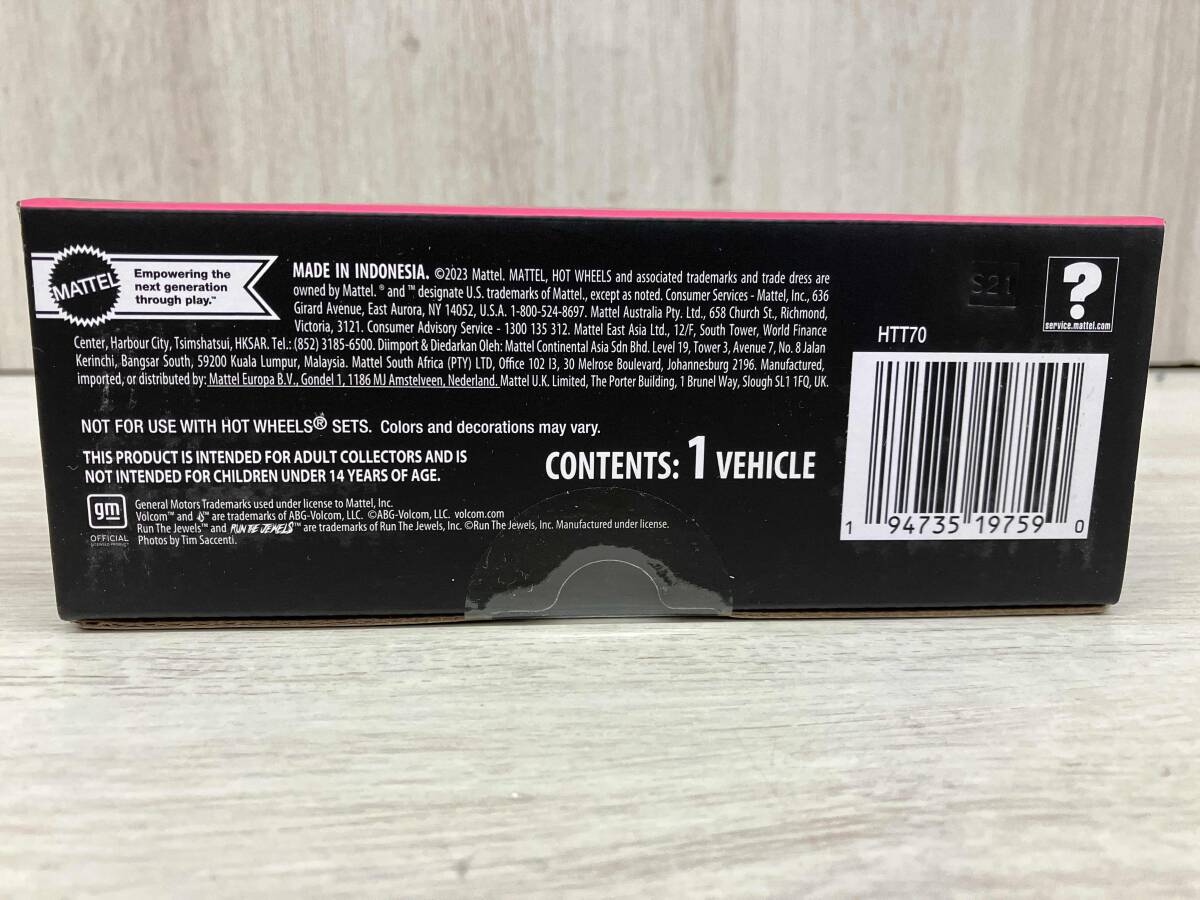 MATTEL
Empowering the
next generation
through play.™
MADE IN INDONESIA. ©2023 Mattel. MATTEL, HOT WHEELS and associated trademarks and trade dress are
owned by Mattel. ® and ™ designate U.S. trademarks of Mattel., except as noted. Consumer Services - Mattel, Inc., 636
Girard Avenue, East Aurora, NY 14052, U.S.A. 1-800-524-8697. Mattel Australia Pty. Ltd., 658 Church St., Richmond,
Victoria, 3121. Consumer Advisory Service - 1300 135 312. Mattel East Asia Ltd., 12/F, South Tower, World Finance
Center, Harbour City, Tsimshatsui, HKSAR. Tel.: (852) 3185-6500. Diimport & Diedarkan Oleh: Mattel Continental Asia Sdn Bhd. Level 19, Tower 3, Avenue 7, No. 8 Jalan
Kerinchi, Bangsar South, 59200 Kuala Lumpur, Malaysia. Mattel South Africa (PTY) LTD, Office 102 I3, 30 Melrose Boulevard, Johannesburg 2196. Manufactured,
imported, or distributed by: Mattel Europa B.V., Gondel 1, 1186 MJ Amstelveen, Nederland. Mattel U.K. Limited, The Porter Building, 1 Brunel Way, Slough SL1 1FQ, UK.
NOT FOR USE WITH HOT WHEELS® SETS. Colors and decorations may vary.
THIS PRODUCT IS INTENDED FOR ADULT COLLECTORS AND IS
NOT INTENDED FOR CHILDREN UNDER 14 YEARS OF AGE.
CONTENTS: 1 VEHICLE
gm
OFFICIAL
LICENSED PRODUCT
General Motors Trademarks used under license to Mattel, Inc.
Volcom™ and ™ are trademarks of ABG-Volcom, LLC. ©ABG-Volcom, LLC. volcom.com
Run The Jewels™ and RUN THE JEWELS™ are trademarks of Run The Jewels, Inc. ©Run The Jewels, Inc. Manufactured under license.
Photos by Tim Saccenti.
S21
?
service.mattel.com
HTT70
1 94735 19759 0